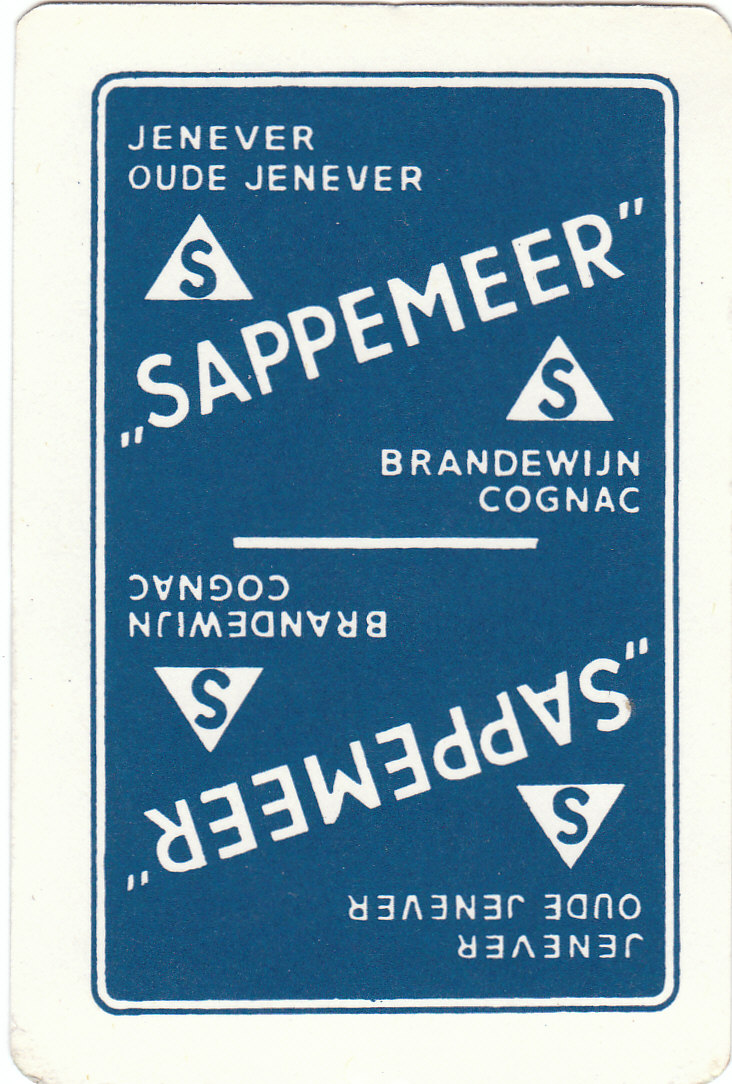 JENEVER
OUDE JENEVER
S
„SAPPEMEER”
S
BRANDEWIJN
COGNAC
JENEVER
OUDE JENEVER
S
„SAPPEMEER”
S
BRANDEWIJN
COGNAC